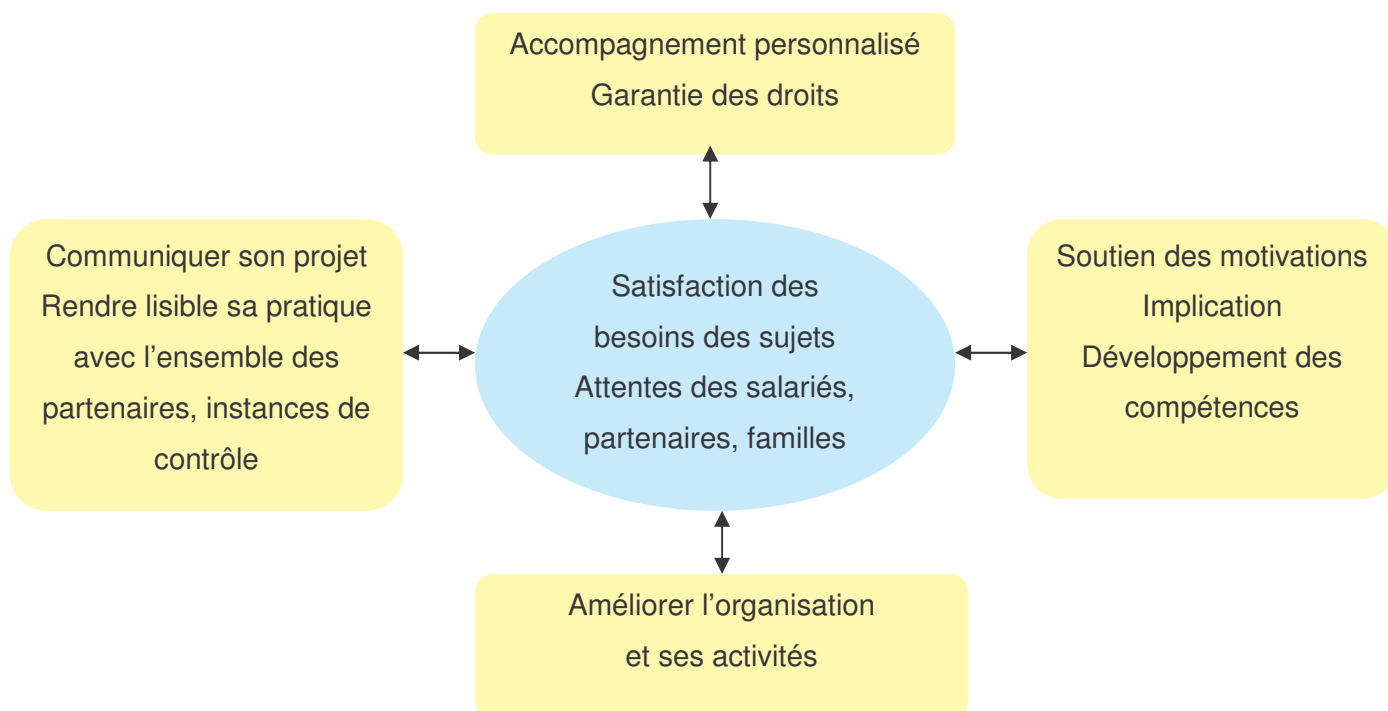 Accompagnement personnalisé
Garantie des droits
Communiquer son projet
Rendre lisible sa pratique
avec l’ensemble des
partenaires, instances de
contrôle
Satisfaction des
besoins des sujets
Attentes des salariés,
partenaires, familles
Soutien des motivations
Implication
Développement des
compétences
Améliorer l’organisation
et ses activités